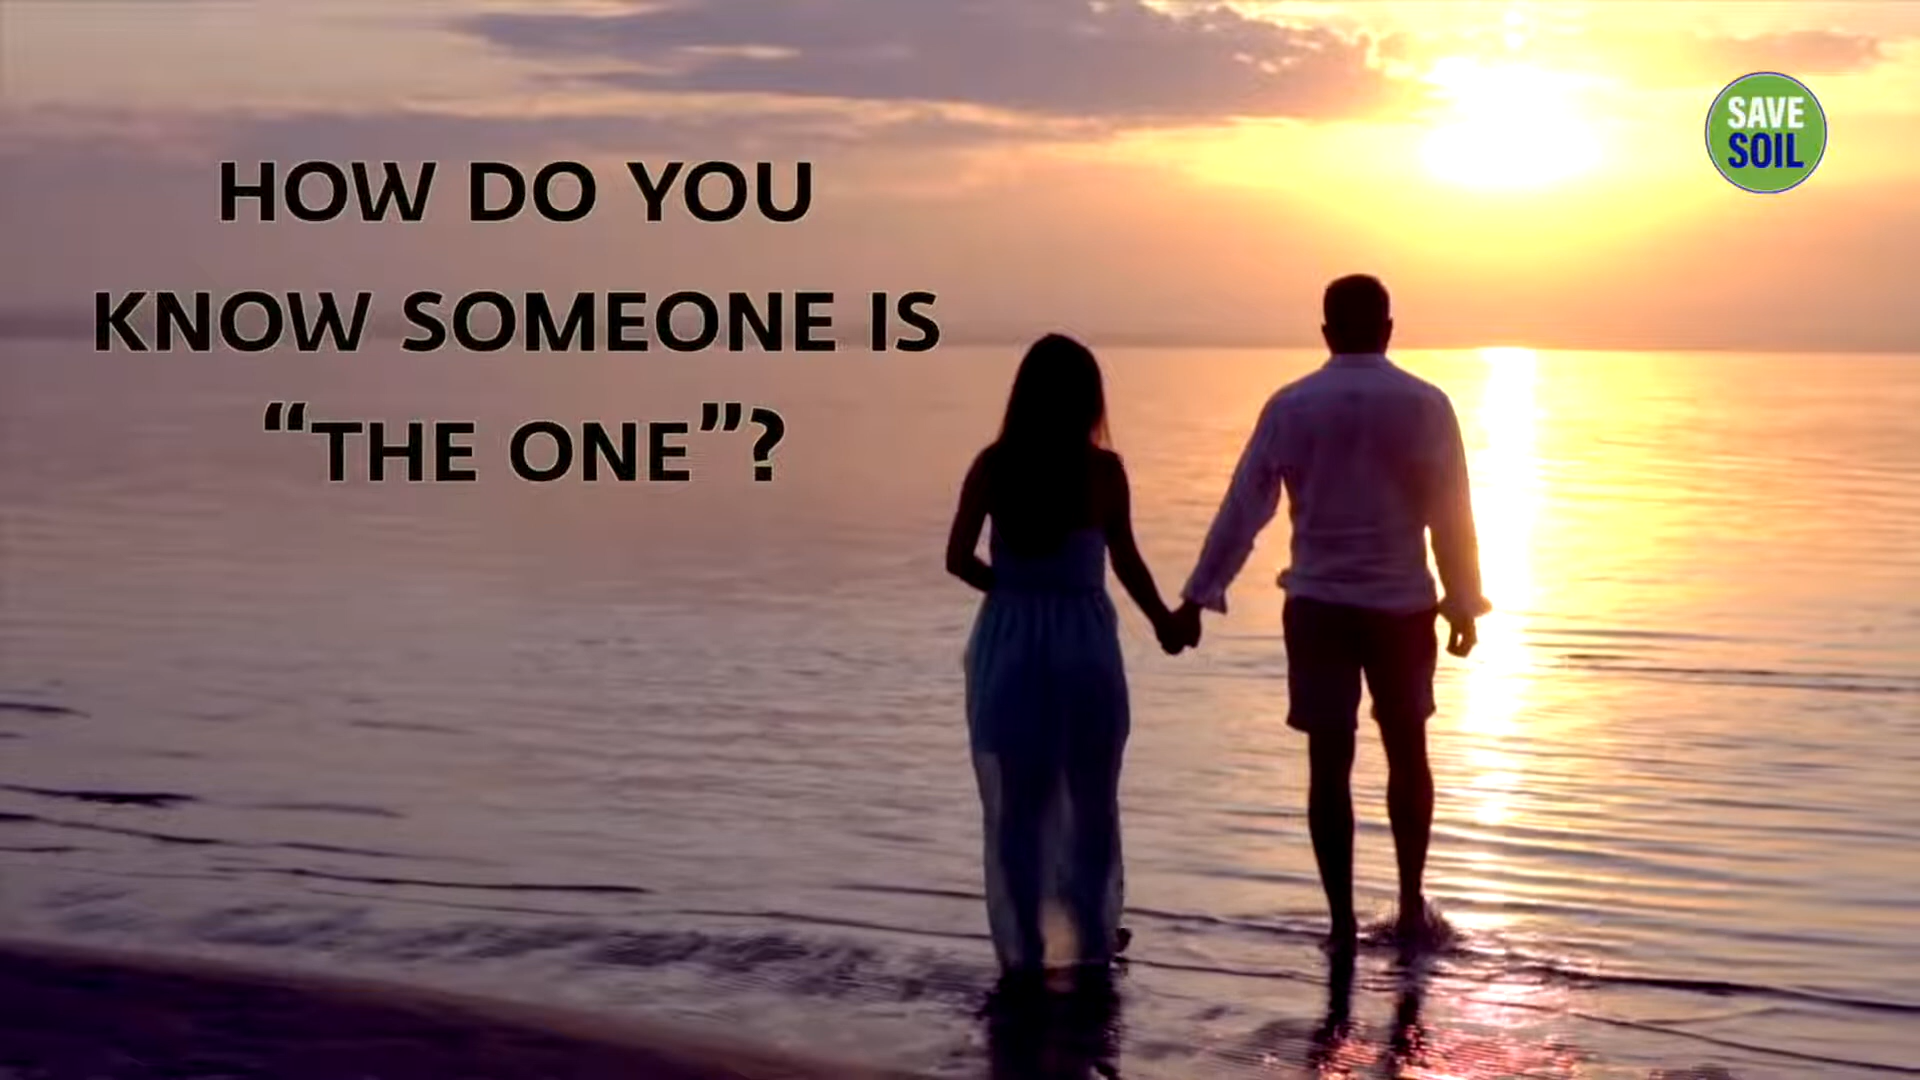 HOW DO YOU
KNOW SOMEONE IS
“THE ONE”?
SAVE
SOIL